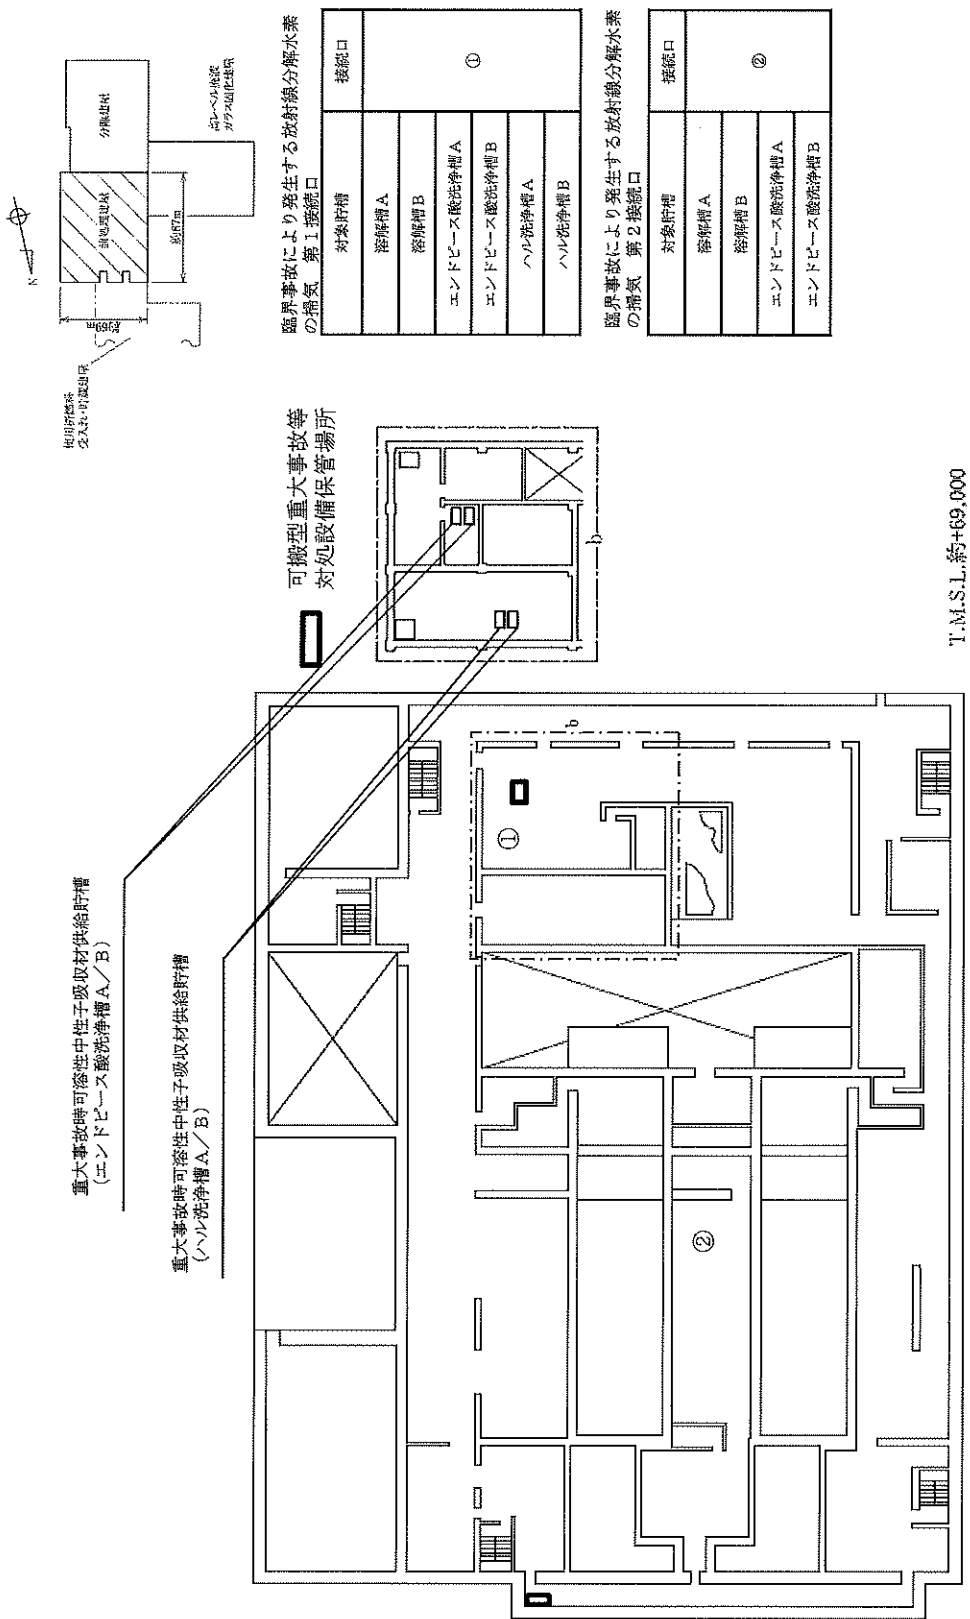 重大事故時可溶性中性子吸収材供給貯槽
(エンドピース酸洗浄槽A/B)
重大事故時可溶性中性子吸収材供給貯槽
(ハル洗浄槽A/B)
可搬型重大事故等
対処設備保管場所
b
b
①
②
T.M.S.L.約+69,000
N
使用済燃料
受入れ・貯蔵建屋
前処理建屋
分離建屋
高レベル廃液
ガラス固化建屋
約69m
約87m
臨界事故により発生する放射線分解水素
の掃気 第1接続口
対象貯槽 接続口
溶解槽A ①
溶解槽B
エンドピース酸洗浄槽A
エンドピース酸洗浄槽B
ハル洗浄槽A
ハル洗浄槽B
臨界事故により発生する放射線分解水素
の掃気 第2接続口
対象貯槽 接続口
溶解槽A ②
溶解槽B
エンドピース酸洗浄槽A
エンドピース酸洗浄槽B